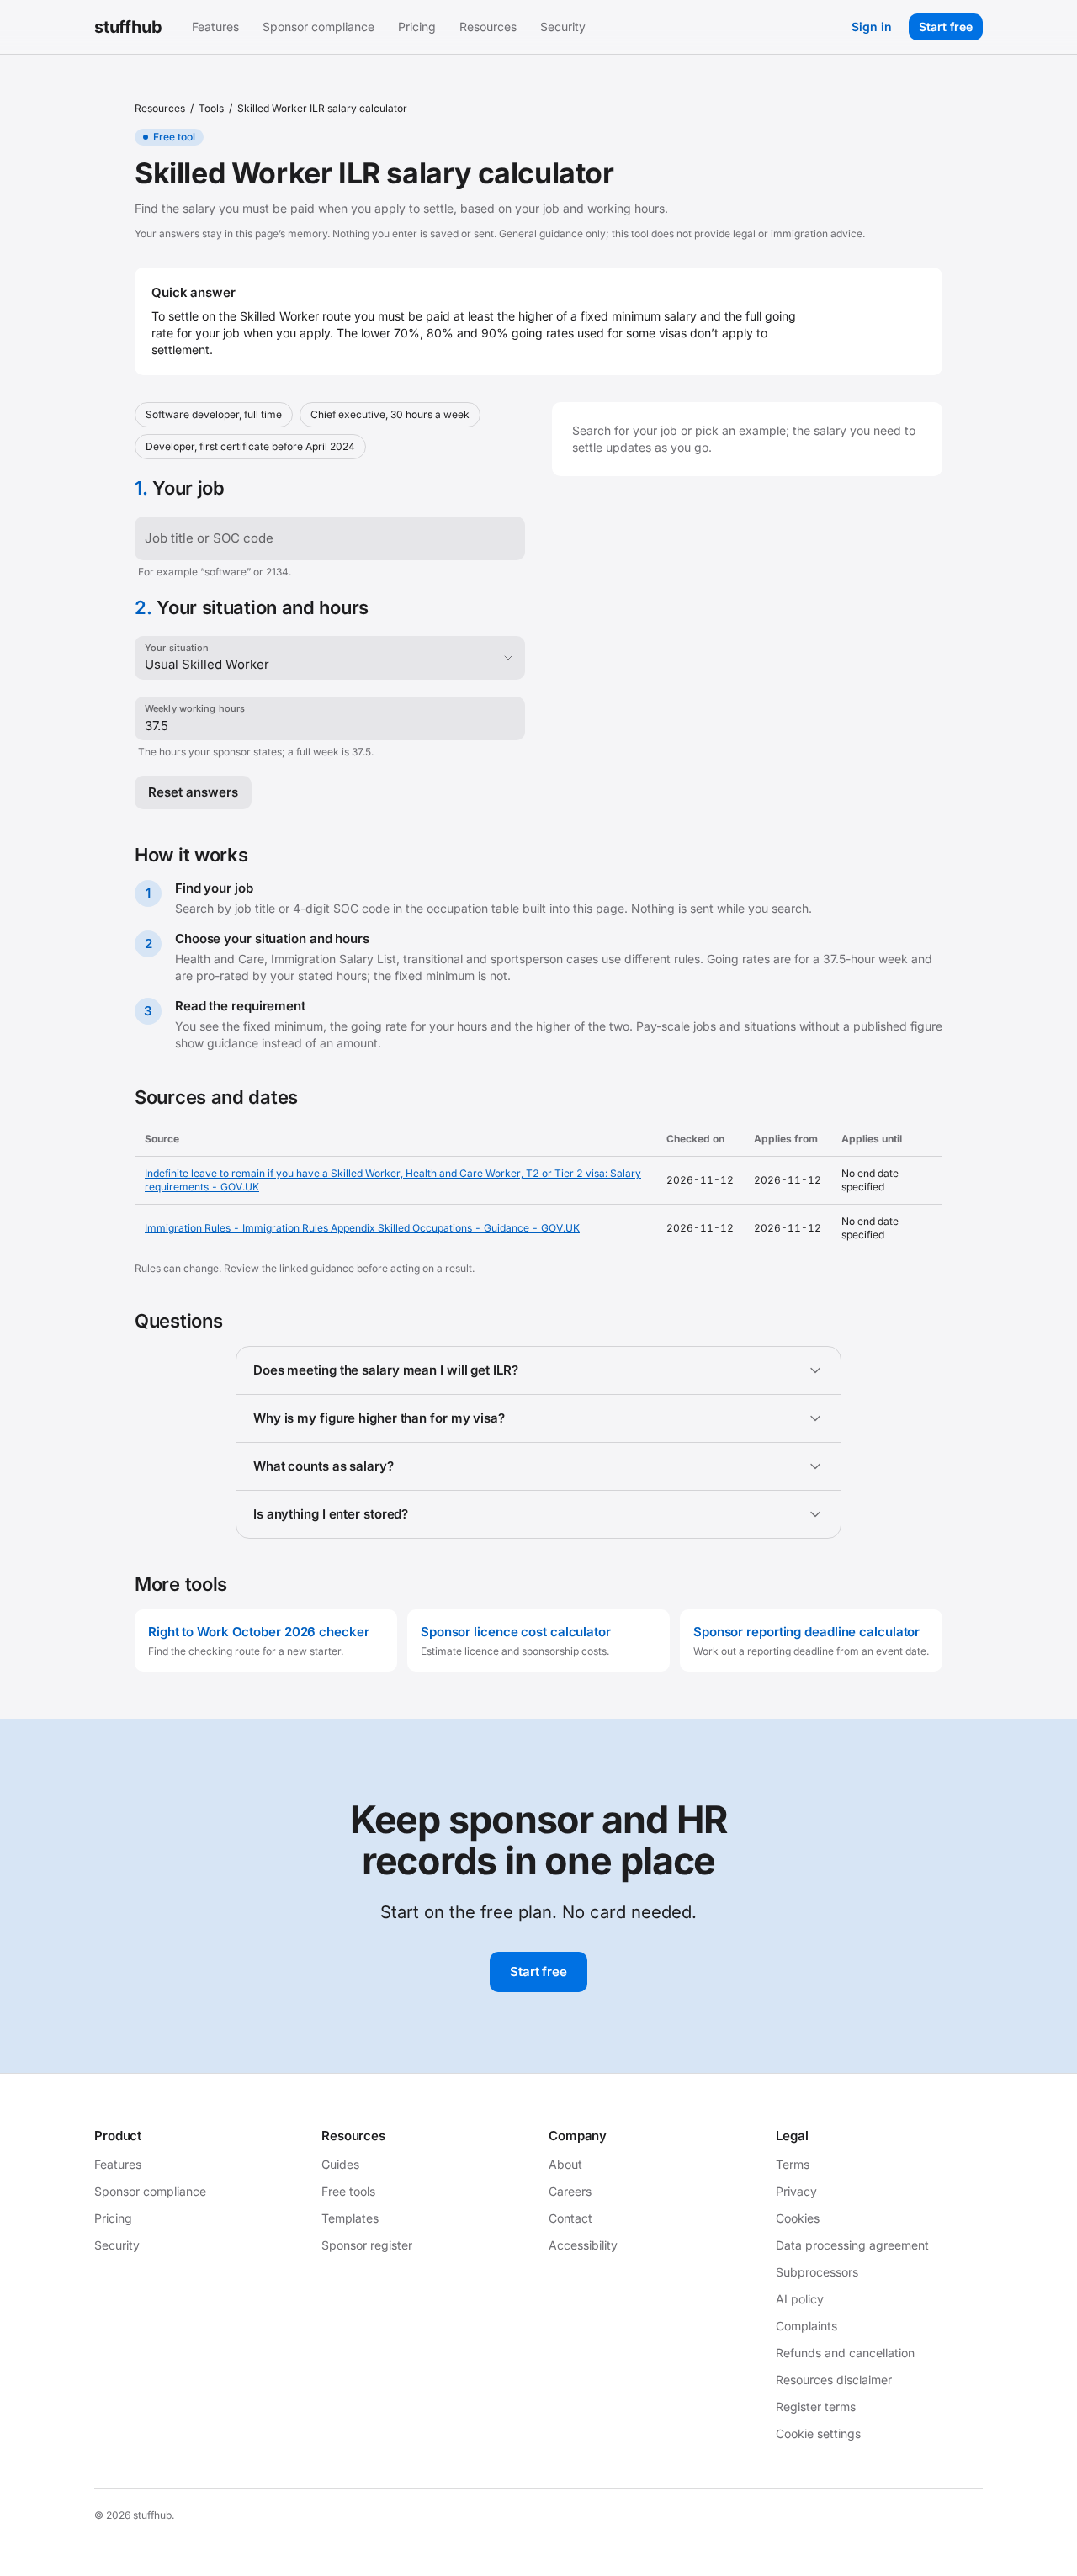 stuffhub
Features
Sponsor compliance
Pricing
Resources
Security
Sign in
Start free
Resources / Tools / Skilled Worker ILR salary calculator
Free tool
Skilled Worker ILR salary calculator
Find the salary you must be paid when you apply to settle, based on your job and working hours.
Your answers stay in this page’s memory. Nothing you enter is saved or sent. General guidance only; this tool does not provide legal or immigration advice.
Quick answer
To settle on the Skilled Worker route you must be paid at least the higher of a fixed minimum salary and the full going
rate for your job when you apply. The lower 70%, 80% and 90% going rates used for some visas don’t apply to
settlement.
Software developer, full time
Chief executive, 30 hours a week
Developer, first certificate before April 2024
Search for your job or pick an example; the salary you need to
settle updates as you go.
1. Your job
Job title or SOC code
For example “software” or 2134.
2. Your situation and hours
Your situation
Usual Skilled Worker
Weekly working hours
37.5
The hours your sponsor states; a full week is 37.5.
Reset answers
How it works
1
Find your job
Search by job title or 4-digit SOC code in the occupation table built into this page. Nothing is sent while you search.
2
Choose your situation and hours
Health and Care, Immigration Salary List, transitional and sportsperson cases use different rules. Going rates are for a 37.5-hour week and
are pro-rated by your stated hours; the fixed minimum is not.
3
Read the requirement
You see the fixed minimum, the going rate for your hours and the higher of the two. Pay-scale jobs and situations without a published figure
show guidance instead of an amount.
Sources and dates
Source
Checked on
Applies from
Applies until
Indefinite leave to remain if you have a Skilled Worker, Health and Care Worker, T2 or Tier 2 visa: Salary
requirements - GOV.UK
2026-11-12
2026-11-12
No end date
specified
Immigration Rules - Immigration Rules Appendix Skilled Occupations - Guidance - GOV.UK
2026-11-12
2026-11-12
No end date
specified
Rules can change. Review the linked guidance before acting on a result.
Questions
Does meeting the salary mean I will get ILR?
Why is my figure higher than for my visa?
What counts as salary?
Is anything I enter stored?
More tools
Right to Work October 2026 checker
Find the checking route for a new starter.
Sponsor licence cost calculator
Estimate licence and sponsorship costs.
Sponsor reporting deadline calculator
Work out a reporting deadline from an event date.
Keep sponsor and HR
records in one place
Start on the free plan. No card needed.
Start free
Product
Features
Sponsor compliance
Pricing
Security
Resources
Guides
Free tools
Templates
Sponsor register
Company
About
Careers
Contact
Accessibility
Legal
Terms
Privacy
Cookies
Data processing agreement
Subprocessors
AI policy
Complaints
Refunds and cancellation
Resources disclaimer
Register terms
Cookie settings
© 2026 stuffhub.